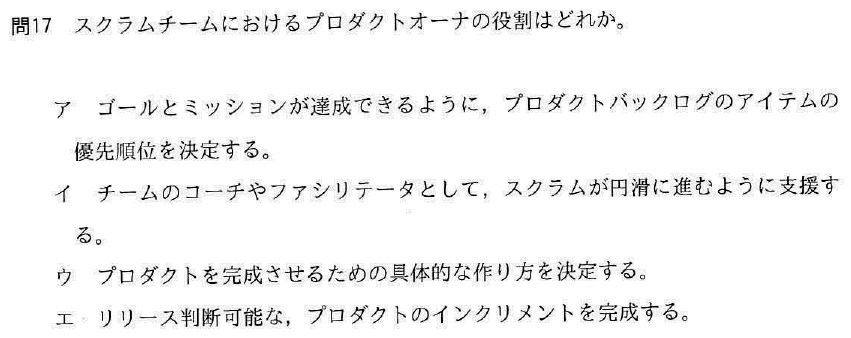 問17 スクラムチームにおけるプロダクトオーナの役割はどれか。
ア ゴールとミッションが達成できるように，プロダクトバックログのアイテムの
優先順位を決定する。
イ チームのコーチやファシリテータとして，スクラムが円滑に進むように支援す
る。
ウ プロダクトを完成させるための具体的な作り方を決定する。
エ リリース判断可能な，プロダクトのインクリメントを完成する。